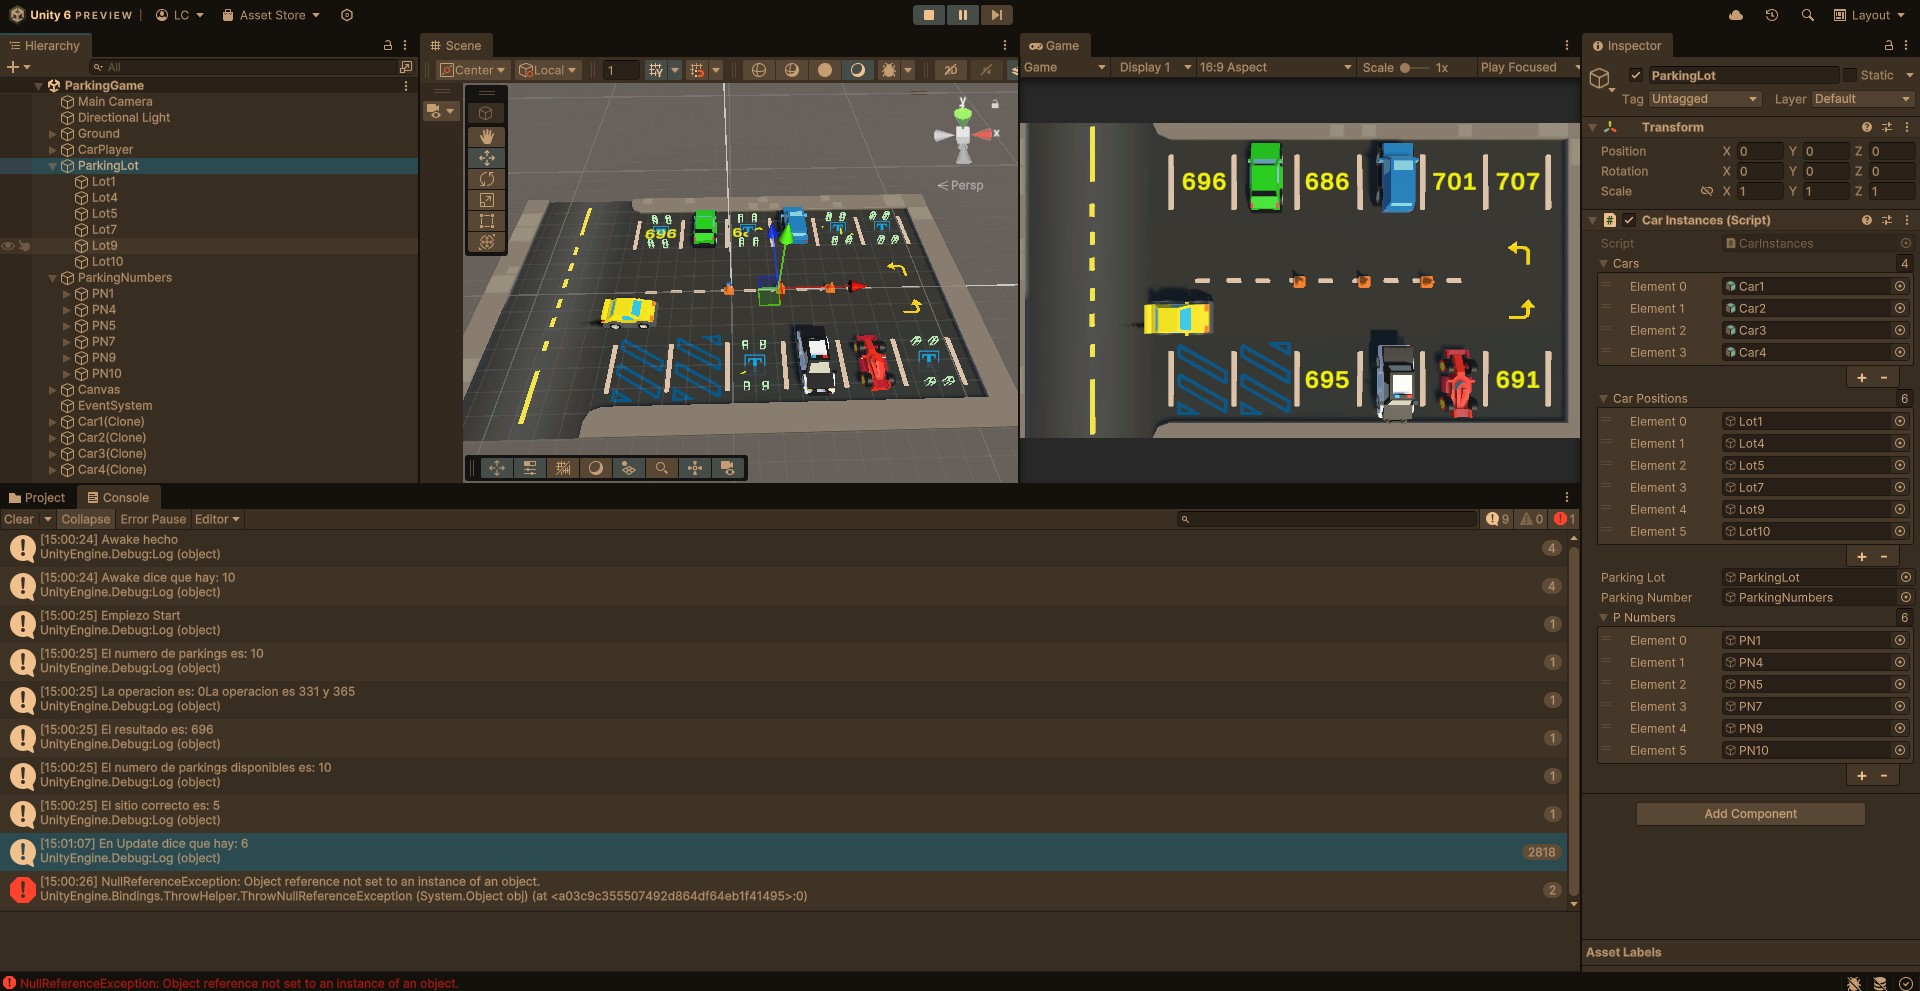 Unity 6 PREVIEW
LC
Asset Store
Layout
Hierarchy
All
ParkingGame
Main Camera
Directional Light
Ground
CarPlayer
ParkingLot
Lot1
Lot4
Lot5
Lot7
Lot9
Lot10
ParkingNumbers
PN1
PN4
PN5
PN7
PN9
PN10
Canvas
EventSystem
Car1(Clone)
Car2(Clone)
Car3(Clone)
Car4(Clone)
Scene
Center
Local
1
2D
y
x
Persp
696
Game
Game
Display 1
16:9 Aspect
Scale
1x
Play Focused
696
686
701
707
695
691
Inspector
ParkingLot
Static
Tag
Untagged
Layer
Default
Transform
Position X 0 Y 0 Z 0
Rotation X 0 Y 0 Z 0
Scale X 1 Y 1 Z 1
Car Instances (Script)
Script CarInstances
Cars 4
Element 0 Car1
Element 1 Car2
Element 2 Car3
Element 3 Car4
+ -
Car Positions 6
Element 0 Lot1
Element 1 Lot4
Element 2 Lot5
Element 3 Lot7
Element 4 Lot9
Element 5 Lot10
+ -
Parking Lot ParkingLot
Parking Number ParkingNumbers
P Numbers 6
Element 0 PN1
Element 1 PN4
Element 2 PN5
Element 3 PN7
Element 4 PN9
Element 5 PN10
+ -
Add Component
Asset Labels
Project
Console
Clear
Collapse
Error Pause
Editor
9
0
1
[15:00:24] Awake hecho
UnityEngine.Debug:Log (object)
4
[15:00:24] Awake dice que hay: 10
UnityEngine.Debug:Log (object)
4
[15:00:25] Empiezo Start
UnityEngine.Debug:Log (object)
1
[15:00:25] El numero de parkings es: 10
UnityEngine.Debug:Log (object)
1
[15:00:25] La operacion es: 0La operacion es 331 y 365
UnityEngine.Debug:Log (object)
1
[15:00:25] El resultado es: 696
UnityEngine.Debug:Log (object)
1
[15:00:25] El numero de parkings disponibles es: 10
UnityEngine.Debug:Log (object)
1
[15:00:25] El sitio correcto es: 5
UnityEngine.Debug:Log (object)
1
[15:01:07] En Update dice que hay: 6
UnityEngine.Debug:Log (object)
2818
[15:00:26] NullReferenceException: Object reference not set to an instance of an object.
UnityEngine.Bindings.ThrowHelper.ThrowNullReferenceException (System.Object obj) (at <a03c9c355507492d864df64eb1f41495>:0)
2
NullReferenceException: Object reference not set to an instance of an object.